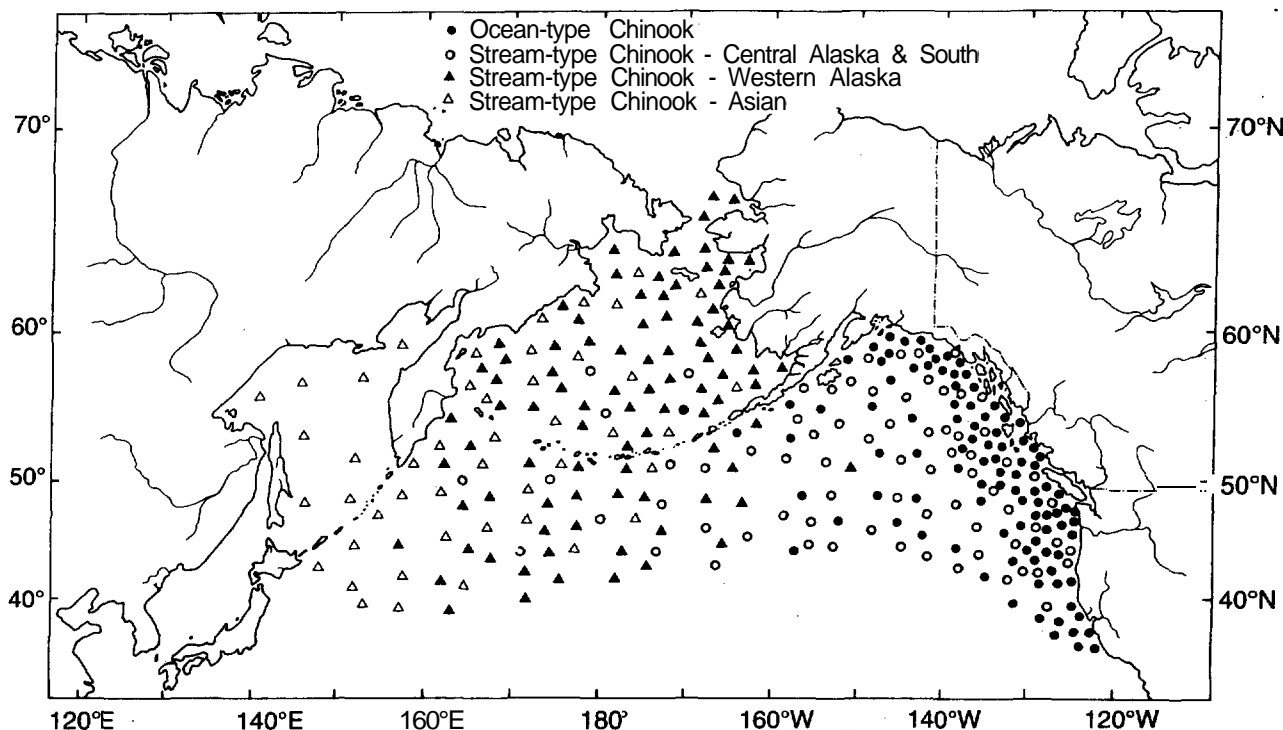 Ocean-type Chinook
Stream-type Chinook - Central Alaska & South
Stream-type Chinook - Western Alaska
Stream-type Chinook - Asian
70° 70°N
60° 60°N
50° 50°N
40° 40°N
120°E 140°E 160°E 180° 160°W 140°W 120°W